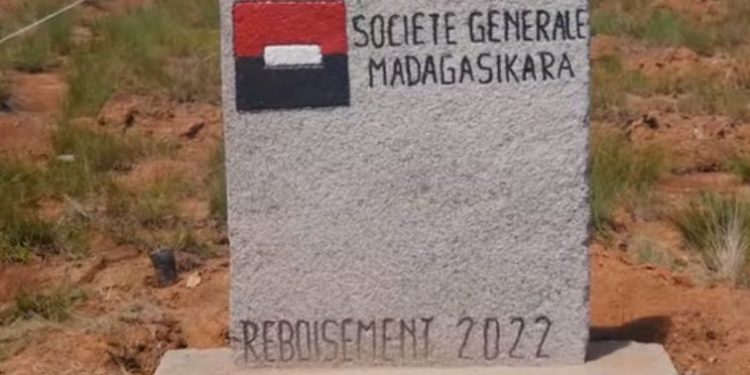 SOCIETE GENERALE
MADAGASIKARA
REBOISEMENT 2022